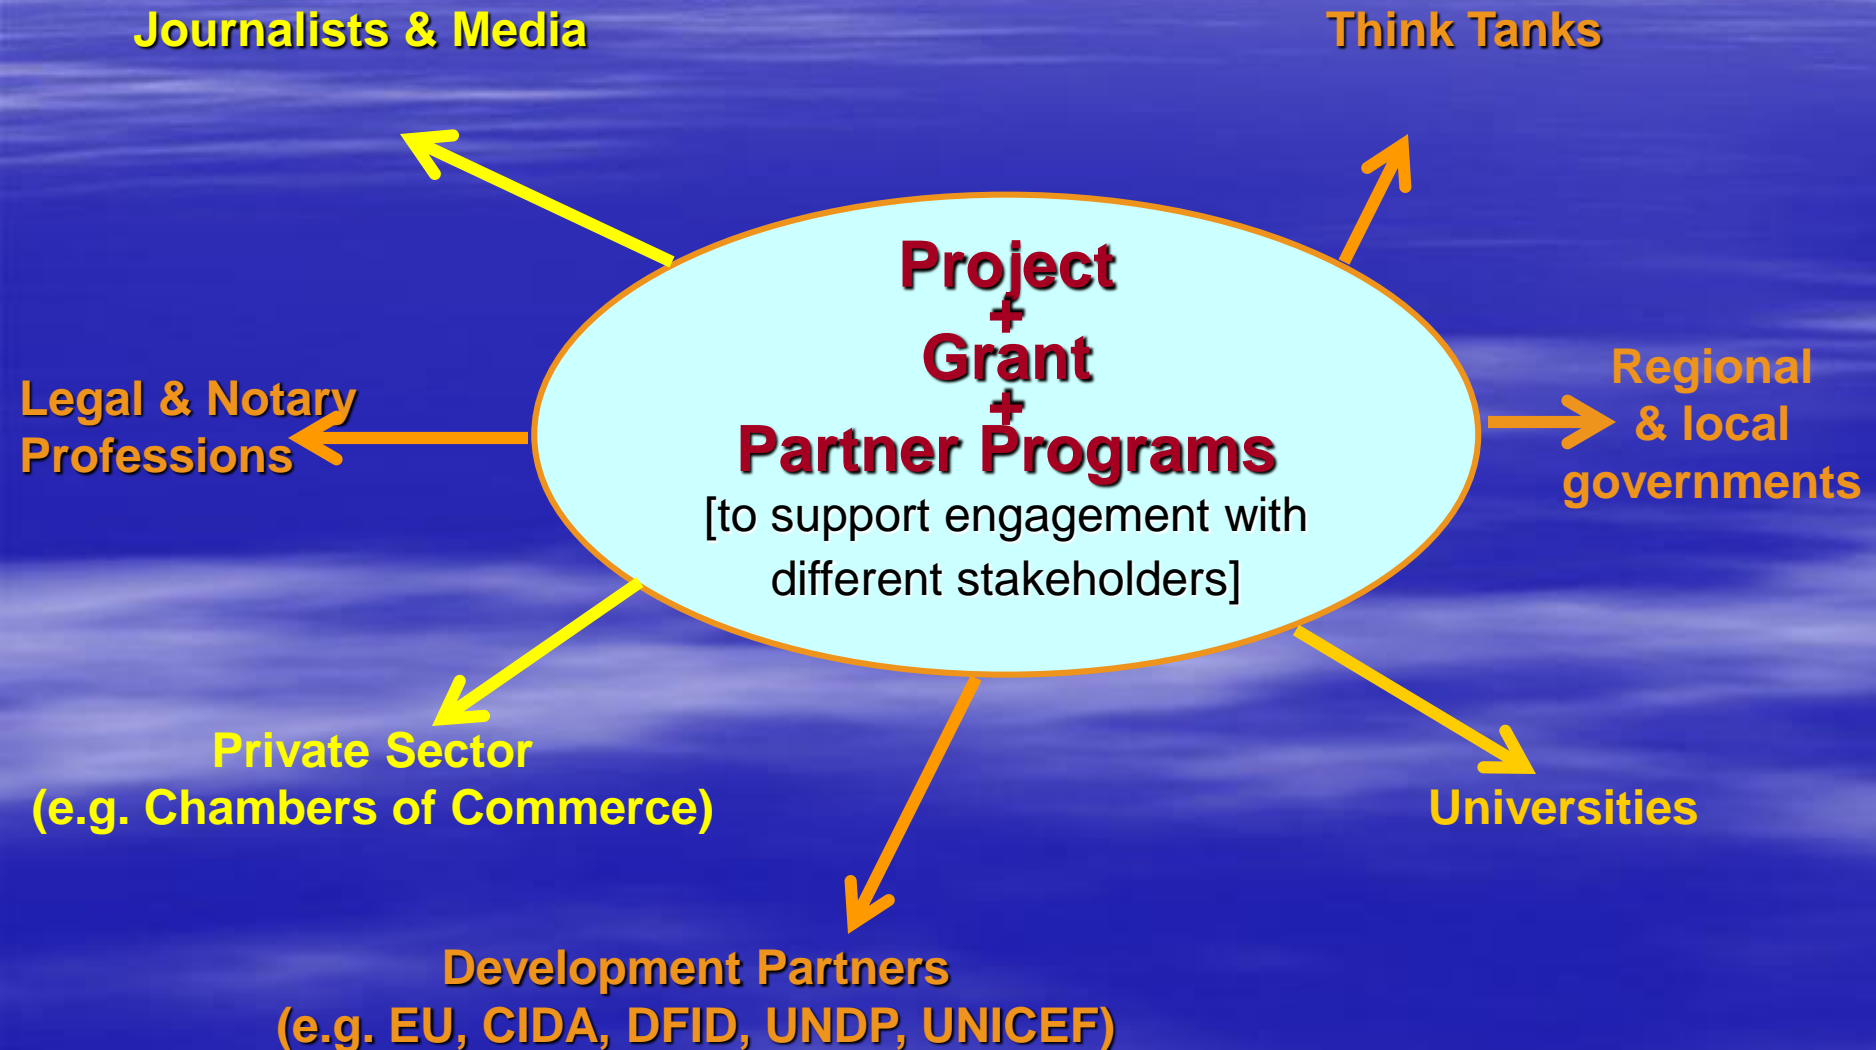 Journalists & Media
Think Tanks
Project
+
Grant
+
Partner Programs
[to support engagement with
different stakeholders]
Legal & Notary
Professions
Regional
& local
governments
Private Sector
(e.g. Chambers of Commerce)
Universities
Development Partners
(e.g. EU, CIDA, DFID, UNDP, UNICEF)